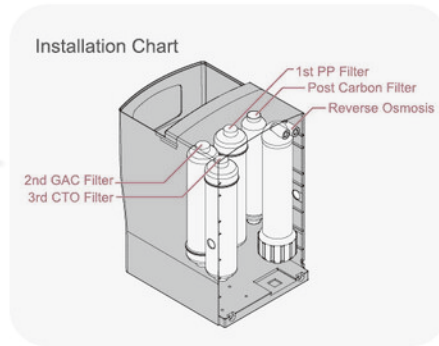 Installation Chart
1st PP Filter
Post Carbon Filter
Reverse Osmosis
2nd GAC Filter
3rd CTO Filter